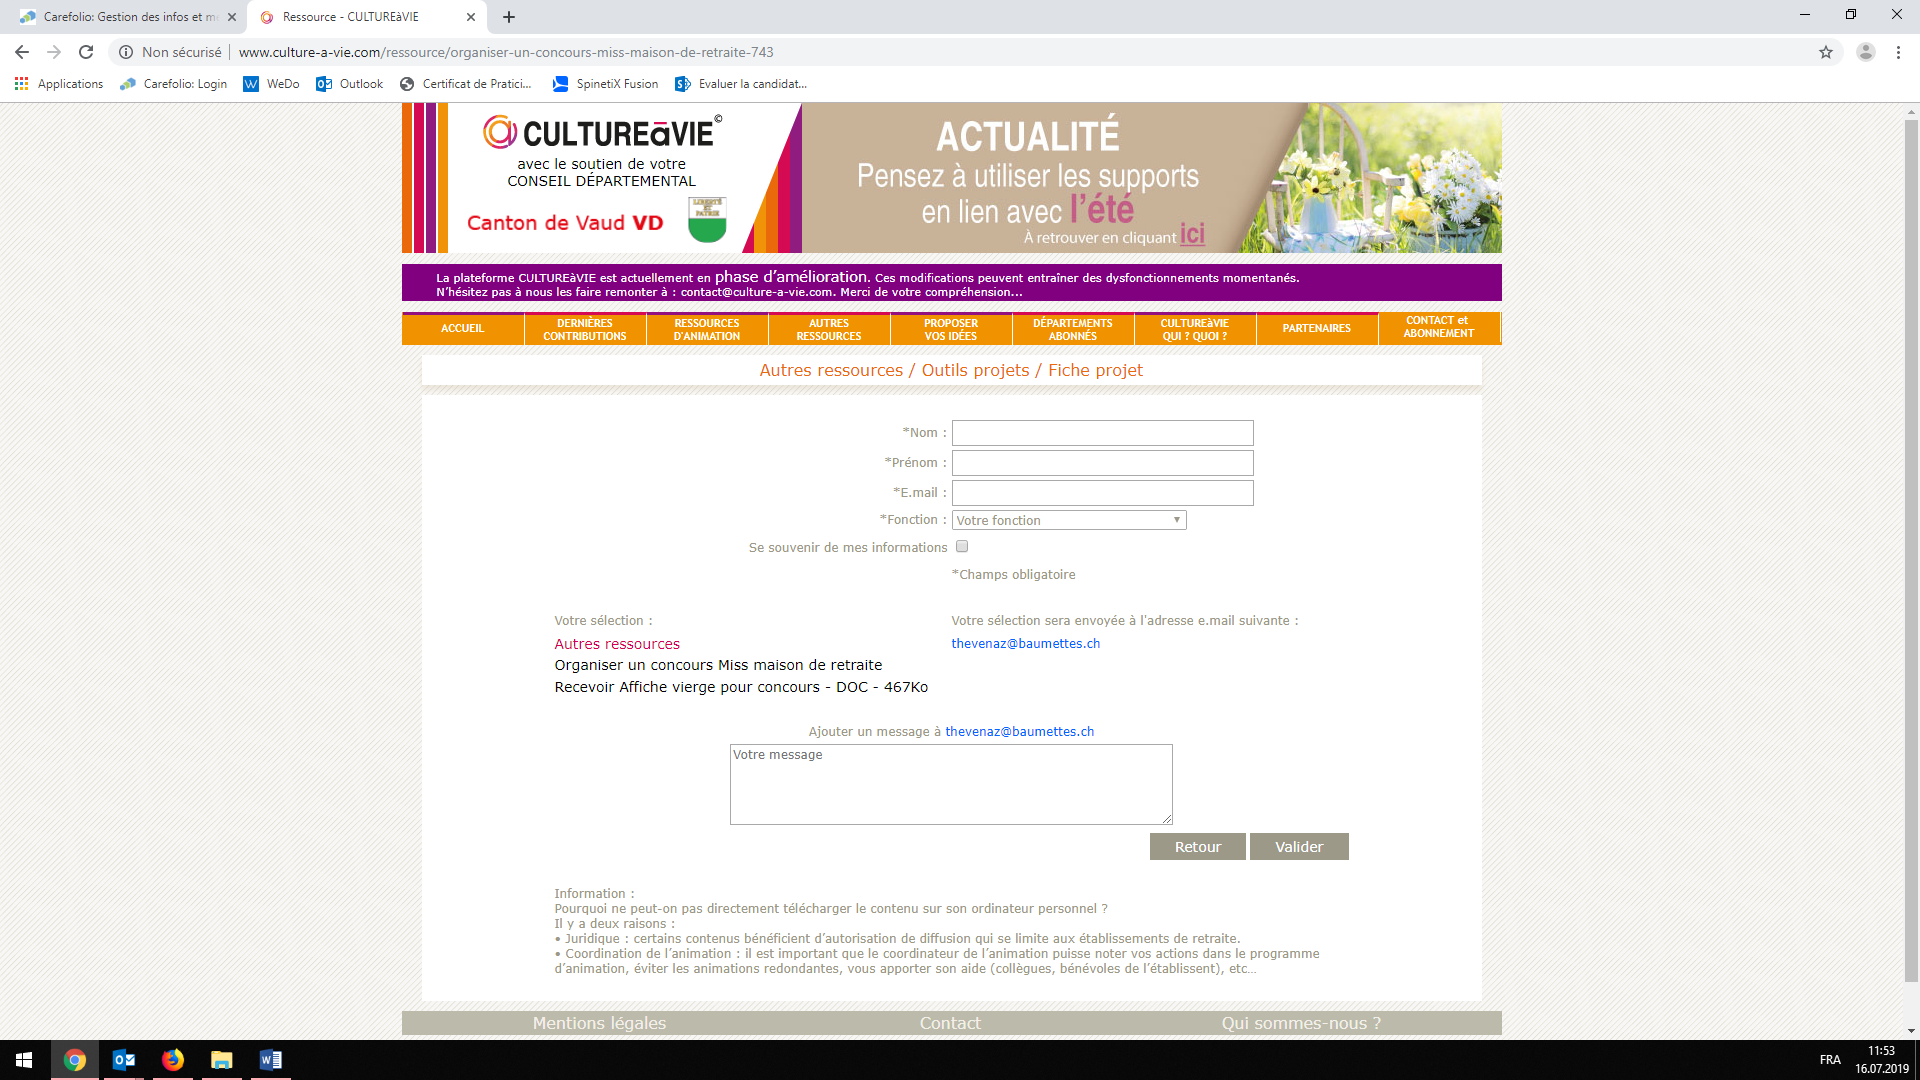 Carefolio: Gestion des infos et m
Ressource - CULTUREàVIE
Non sécurisé
www.culture-a-vie.com/ressource/organiser-un-concours-miss-maison-de-retraite-743
Applications
Carefolio: Login
WeDo
Outlook
Certificat de Pratici...
SpinetiX Fusion
Evaluer la candidat...
CULTUREàVIE©
avec le soutien de votre
CONSEIL DÉPARTEMENTAL
Canton de Vaud VD
LIBERTÉ
ET
PATRIE
ACTUALITÉ
Pensez à utiliser les supports
en lien avec l'été
À retrouver en cliquant ici
La plateforme CULTUREàVIE est actuellement en phase d’amélioration. Ces modifications peuvent entraîner des dysfonctionnements momentanés.
N’hésitez pas à nous les faire remonter à : contact@culture-a-vie.com. Merci de votre compréhension...
ACCUEIL
DERNIÈRES
CONTRIBUTIONS
RESSOURCES
D'ANIMATION
AUTRES
RESSOURCES
PROPOSER
VOS IDÉES
DÉPARTEMENTS
ABONNÉS
CULTUREàVIE
QUI ? QUOI ?
PARTENAIRES
CONTACT et
ABONNEMENT
Autres ressources / Outils projets / Fiche projet
*Nom :
*Prénom :
*E.mail :
*Fonction : Votre fonction
Se souvenir de mes informations
*Champs obligatoire
Votre sélection :
Autres ressources
Organiser un concours Miss maison de retraite
Recevoir Affiche vierge pour concours - DOC - 467Ko
Votre sélection sera envoyée à l'adresse e.mail suivante :
thevenaz@baumettes.ch
Ajouter un message à thevenaz@baumettes.ch
Votre message
Retour
Valider
Information :
Pourquoi ne peut-on pas directement télécharger le contenu sur son ordinateur personnel ?
Il y a deux raisons :
• Juridique : certains contenus bénéficient d’autorisation de diffusion qui se limite aux établissements de retraite.
• Coordination de l’animation : il est important que le coordinateur de l’animation puisse noter vos actions dans le programme
d’animation, éviter les animations redondantes, vous apporter son aide (collègues, bénévoles de l’établissent), etc...
Mentions légales
Contact
Qui sommes-nous ?
FRA
11:53
16.07.2019